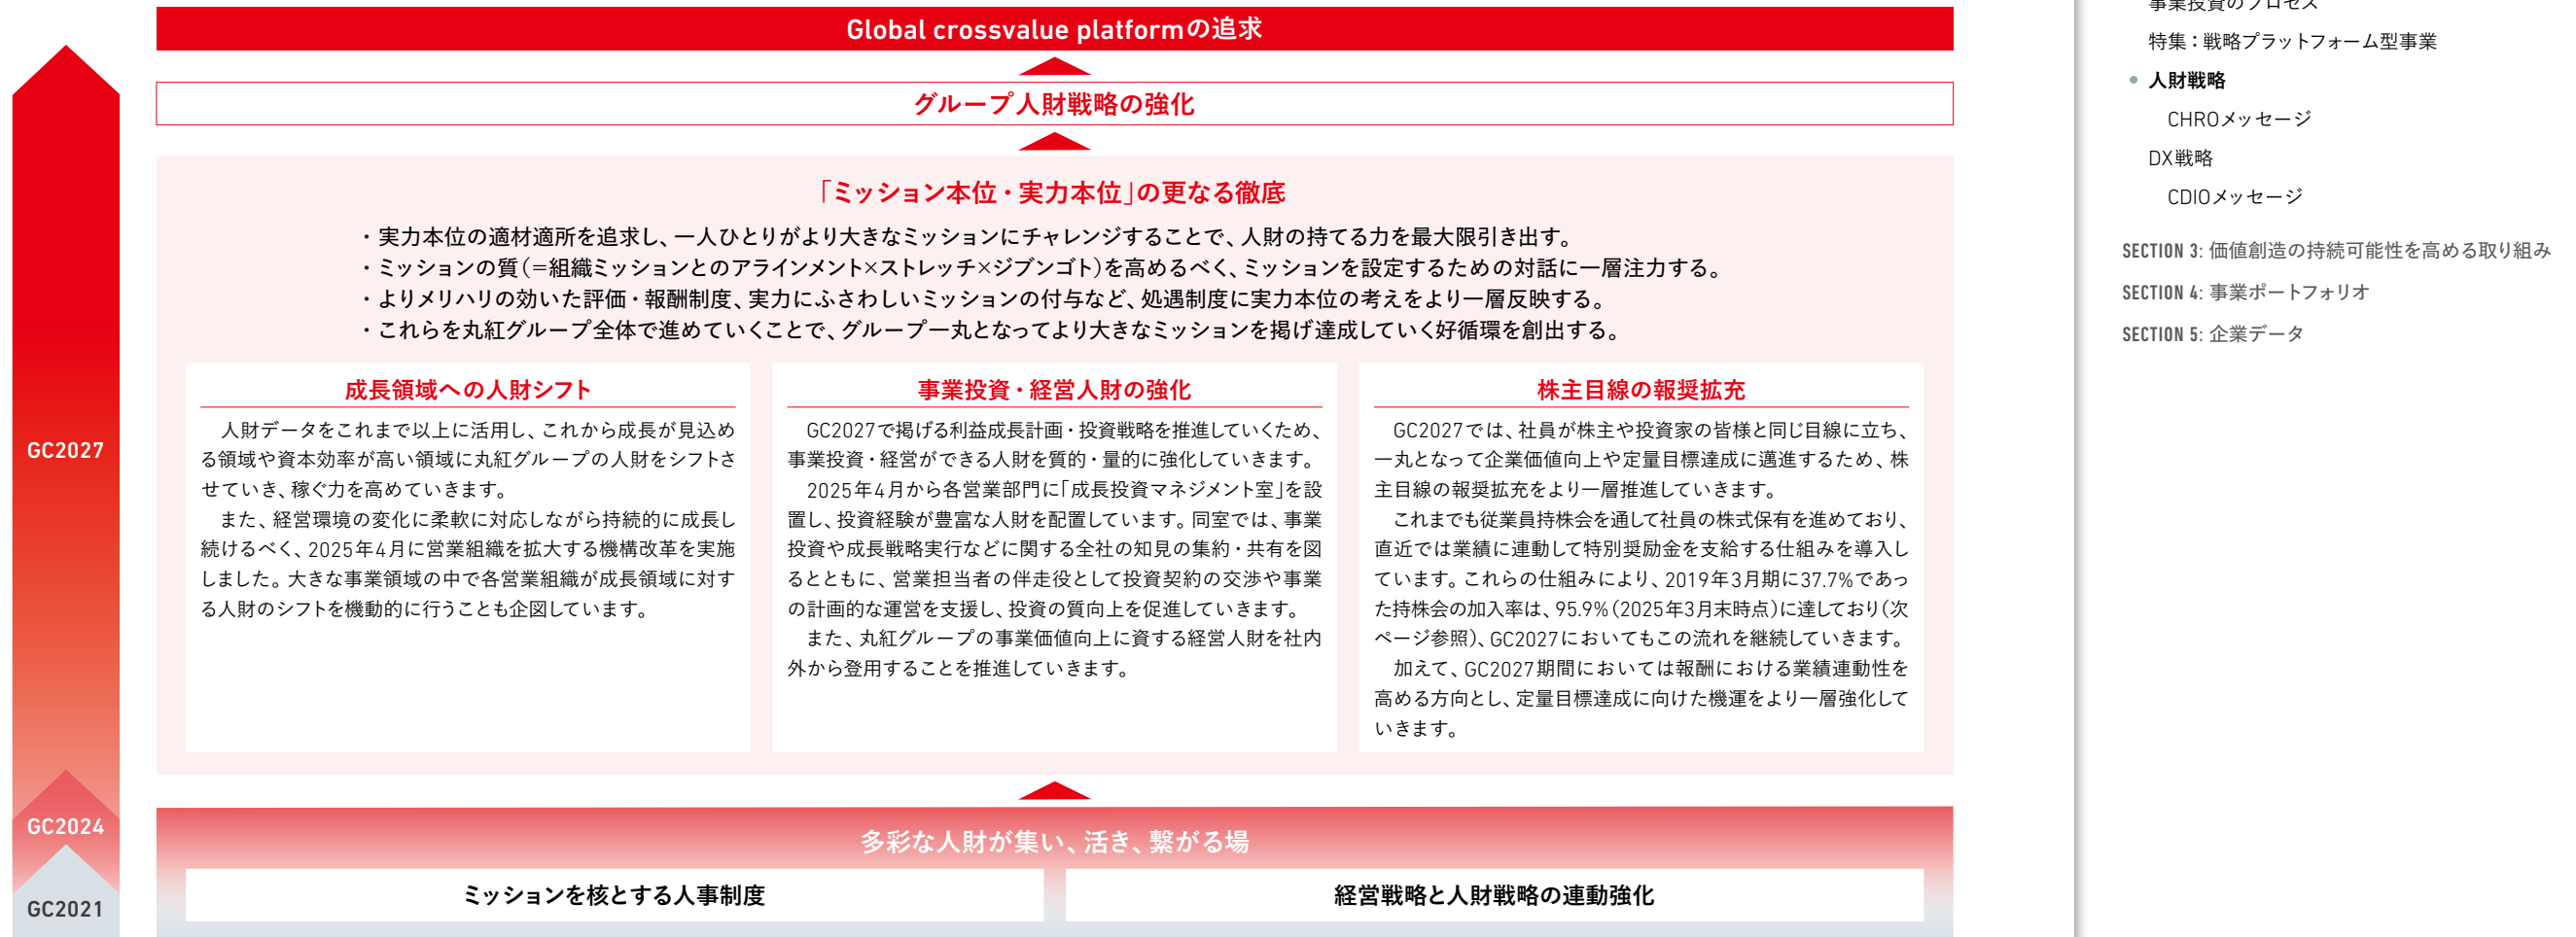 Global crossvalue platformの追求
グループ人財戦略の強化
「ミッション本位・実力本位」の更なる徹底
・実力本位の適材適所を追求し、一人ひとりがより大きなミッションにチャレンジすることで、人財の持てる力を最大限引き出す。
・ミッションの質（＝組織ミッションとのアラインメント×ストレッチ×ジブンゴト）を高めるべく、ミッションを設定するための対話に一層注力する。
・よりメリハリの効いた評価・報酬制度、実力にふさわしいミッションの付与など、処遇制度に実力本位の考えをより一層反映する。
・これらを丸紅グループ全体で進めていくことで、グループ一丸となってより大きなミッションを掲げ達成していく好循環を創出する。
成長領域への人財シフト
人財データをこれまで以上に活用し、これから成長が見込め
る領域や資本効率が高い領域に丸紅グループの人財をシフトさ
せていき、稼ぐ力を高めていきます。
また、経営環境の変化に柔軟に対応しながら持続的に成長し
続けるべく、2025年4月に営業組織を拡大する機構改革を実施
しました。大きな事業領域の中で各営業組織が成長領域に対す
る人財のシフトを機動的に行うことも企図しています。
事業投資・経営人財の強化
GC2027で掲げる利益成長計画・投資戦略を推進していくため、
事業投資・経営ができる人財を質的・量的に強化していきます。
2025年4月から各営業部門に「成長投資マネジメント室」を設
置し、投資経験が豊富な人財を配置しています。同室では、事業
投資や成長戦略実行などに関する全社の知見の集約・共有を図
るとともに、営業担当者の伴走役として投資契約の交渉や事業
の計画的な運営を支援し、投資の質向上を促進していきます。
また、丸紅グループの事業価値向上に資する経営人財を社内
外から登用することを推進していきます。
株主目線の報奨拡充
GC2027では、社員が株主や投資家の皆様と同じ目線に立ち、
一丸となって企業価値向上や定量目標達成に邁進するため、株
主目線の報奨拡充をより一層推進していきます。
これまでも従業員持株会を通して社員の株式保有を進めており、
直近では業績に連動して特別奨励金を支給する仕組みを導入し
ています。これらの仕組みにより、2019年3月期に37.7％であっ
た持株会の加入率は、95.9％（2025年3月末時点）に達しており（次
ページ参照）、GC2027においてもこの流れを継続していきます。
加えて、GC2027期間においては報酬における業績連動性を
高める方向とし、定量目標達成に向けた機運をより一層強化して
いきます。
多彩な人財が集い、活き、繋がる場
ミッションを核とする人事制度
経営戦略と人財戦略の連動強化
GC2027
GC2024
GC2021
事業投資のプロセス
特集：戦略プラットフォーム型事業
• 人財戦略
CHROメッセージ
DX戦略
CDIOメッセージ
SECTION 3: 価値創造の持続可能性を高める取り組み
SECTION 4: 事業ポートフォリオ
SECTION 5: 企業データ